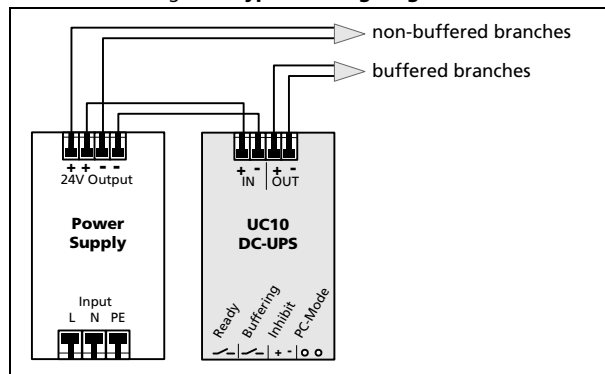 non-buffered branches
buffered branches
+ + - -
24V Output
+ - + -
IN OUT
Power
Supply
UC10
DC-UPS
Input
L N PE
Ready
Buffering
Inhibit
PC-Mode
+ -